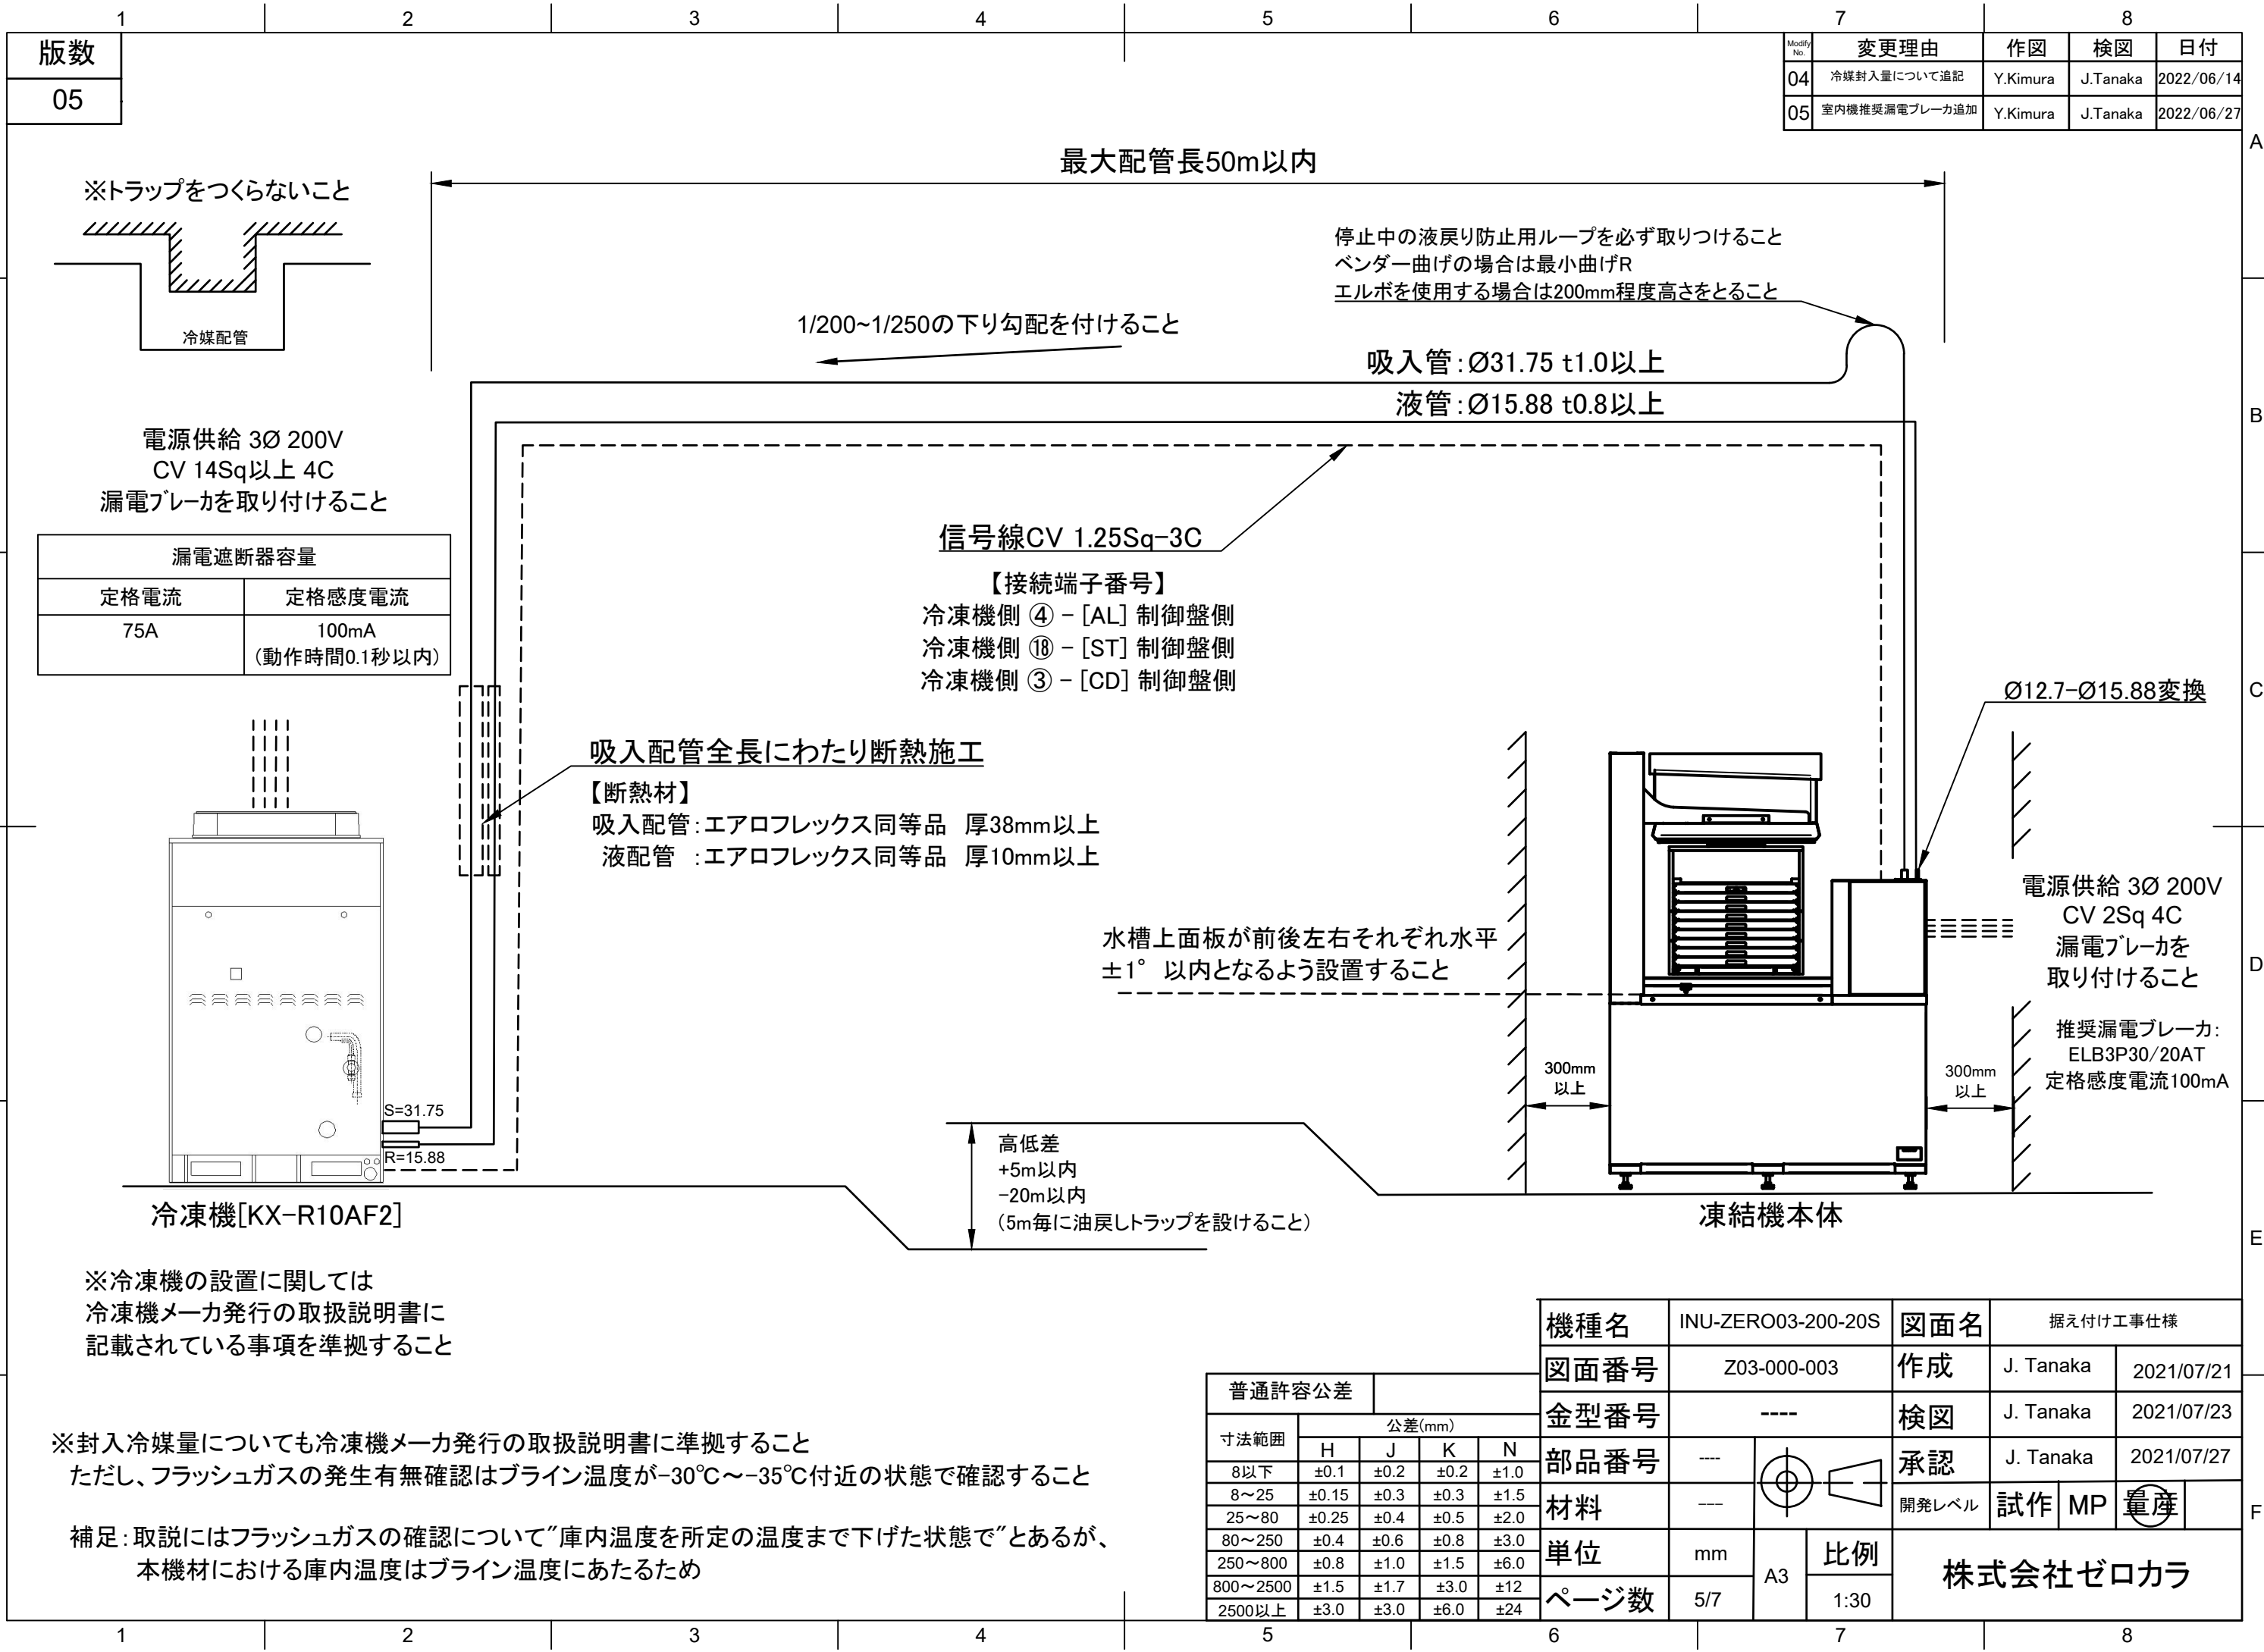 1 2 3 4 5 6 7 8
版数
05
Modify No. 変更理由 作図 検図 日付
04 冷媒封入量について追記 Y.Kimura J.Tanaka 2022/06/14
05 室内機推奨漏電ブレーカ追加 Y.Kimura J.Tanaka 2022/06/27
A
B
C
D
E
F
最大配管長50m以内
※トラップをつくらないこと
冷媒配管
停止中の液戻り防止用ループを必ず取りつけること
ベンダー曲げの場合は最小曲げR
エルボを使用する場合は200mm程度高さをとること
1/200~1/250の下り勾配を付けること
吸入管:Ø31.75 t1.0以上
液管:Ø15.88 t0.8以上
電源供給 3Ø 200V
CV 14Sq以上 4C
漏電ブレーカを取り付けること
漏電遮断器容量
定格電流 定格感度電流
75A 100mA
(動作時間0.1秒以内)
信号線CV 1.25Sq-3C
【接続端子番号】
冷凍機側 ④ - [AL] 制御盤側
冷凍機側 ⑱ - [ST] 制御盤側
冷凍機側 ③ - [CD] 制御盤側
Ø12.7-Ø15.88変換
吸入配管全長にわたり断熱施工
【断熱材】
吸入配管:エアロフレックス同等品 厚38mm以上
液配管 :エアロフレックス同等品 厚10mm以上
水槽上面板が前後左右それぞれ水平
±1° 以内となるよう設置すること
電源供給 3Ø 200V
CV 2Sq 4C
漏電ブレーカを
取り付けること
推奨漏電ブレーカ:
ELB3P30/20AT
定格感度電流100mA
300mm
以上
300mm
以上
S=31.75
R=15.88
高低差
+5m以内
-20m以内
(5m毎に油戻しトラップを設けること)
冷凍機[KX-R10AF2]
凍結機本体
※冷凍機の設置に関しては
冷凍機メーカ発行の取扱説明書に
記載されている事項を準拠すること
※封入冷媒量についても冷凍機メーカ発行の取扱説明書に準拠すること
ただし、フラッシュガスの発生有無確認はブライン温度が-30℃～-35℃付近の状態で確認すること
補足:取説にはフラッシュガスの確認について"庫内温度を所定の温度まで下げた状態で"とあるが、
本機材における庫内温度はブライン温度にあたるため
普通許容公差
寸法範囲 公差(mm)
H J K N
8以下 ±0.1 ±0.2 ±0.2 ±1.0
8～25 ±0.15 ±0.3 ±0.3 ±1.5
25～80 ±0.25 ±0.4 ±0.5 ±2.0
80～250 ±0.4 ±0.6 ±0.8 ±3.0
250～800 ±0.8 ±1.0 ±1.5 ±6.0
800～2500 ±1.5 ±1.7 ±3.0 ±12
2500以上 ±3.0 ±3.0 ±6.0 ±24
機種名 INU-ZERO03-200-20S 図面名 据え付け工事仕様
図面番号 Z03-000-003 作成 J. Tanaka 2021/07/21
金型番号 ---- 検図 J. Tanaka 2021/07/23
部品番号 ---- 承認 J. Tanaka 2021/07/27
材料 --- 開発レベル 試作 MP 量産
単位 mm A3 比例 株式会社ゼロカラ
ページ数 5/7 1:30
1 2 3 4 5 6 7 8